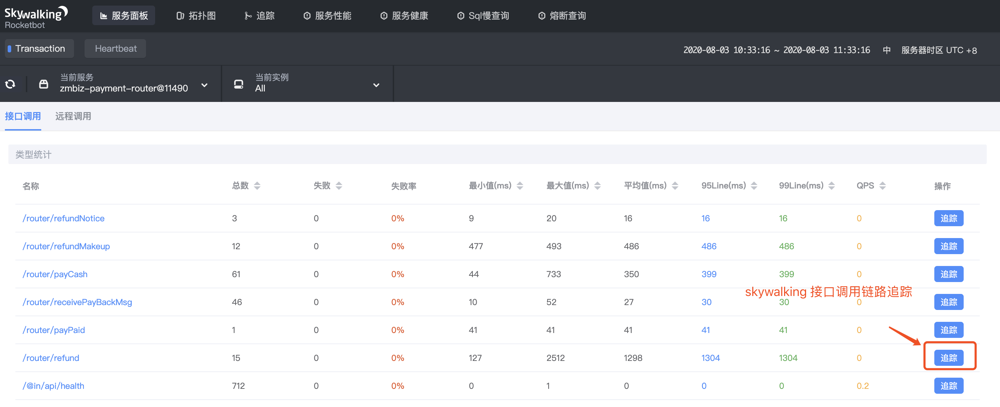 Skywalking
Rocketbot
服务面板 拓扑图 追踪 服务性能 服务健康 Sql慢查询 熔断查询
Transaction Heartbeat 2020-08-03 10:33:16 ~ 2020-08-03 11:33:16 中 服务器时区 UTC +8
当前服务
zmbiz-payment-router@11490
当前实例
All
接口调用 远程调用
类型统计
名称 总数 失败 失败率 最小值(ms) 最大值(ms) 平均值(ms) 95Line(ms) 99Line(ms) QPS 操作
/router/refundNotice 3 0 0% 9 20 16 16 16 0 追踪
/router/refundMakeup 12 0 0% 477 493 486 486 486 0 追踪
/router/payCash 61 0 0% 44 733 350 399 399 0 追踪
skywalking 接口调用链路追踪
/router/receivePayBackMsg 46 0 0% 10 52 27 30 30 0 追踪
/router/payPaid 1 0 0% 41 41 41 41 41 0 追踪
/router/refund 15 0 0% 127 2512 1298 1304 1304 0 追踪
/@in/api/health 712 0 0% 0 1 0 0 0 0.2 追踪